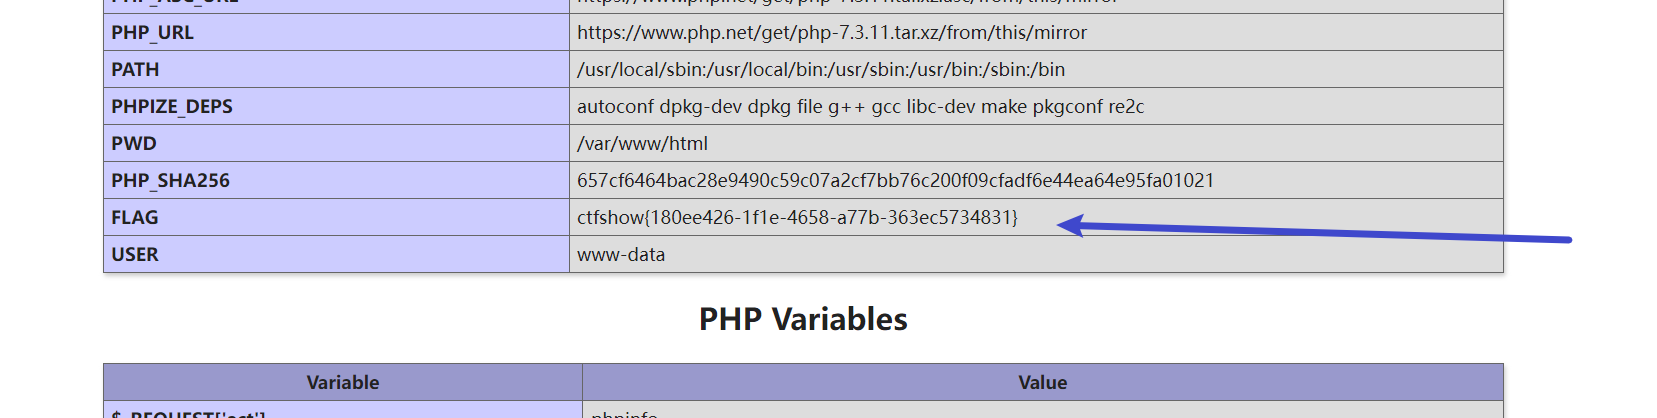 PHP_ASC_URL
PHP_URL https://www.php.net/get/php-7.3.11.tar.xz/from/this/mirror
PATH /usr/local/sbin:/usr/local/bin:/usr/sbin:/usr/bin:/sbin:/bin
PHPIZE_DEPS autoconf dpkg-dev dpkg file g++ gcc libc-dev make pkgconf re2c
PWD /var/www/html
PHP_SHA256 657cf6464bac28e9490c59c07a2cf7bb76c200f09cfadf6e44ea64e95fa01021
FLAG ctfshow{180ee426-1f1e-4658-a77b-363ec5734831}
USER www-data
PHP Variables
Variable Value
$_REQUEST['act'] phpinfo